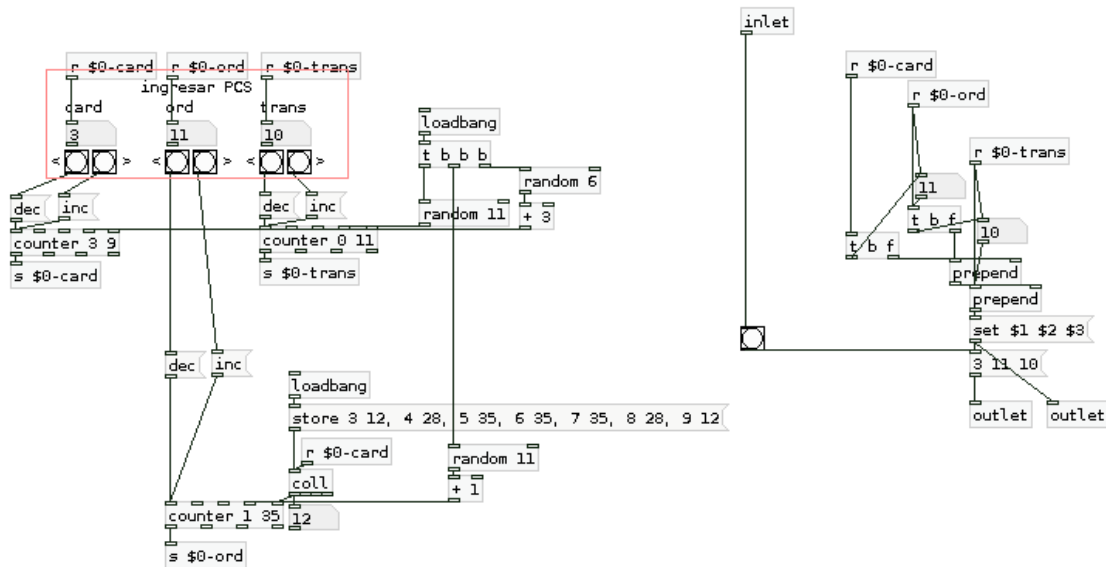 inlet
r $0-card
r $0-ord
r $0-trans
ingresar PCS
card
ord
trans
3
11
10
<
>
<
>
<
>
dec
inc
dec
inc
counter 3 9
counter 0 11
s $0-card
s $0-trans
loadbang
t b b b
random 6
random 11
+ 3
dec
inc
loadbang
store 3 12, 4 28, 5 35, 6 35, 7 35, 8 28, 9 12
r $0-card
random 11
coll
+ 1
counter 1 35
12
s $0-ord
r $0-card
r $0-ord
r $0-trans
11
t b f
10
t b f
prepend
prepend
set $1 $2 $3
3 11 10
outlet
outlet